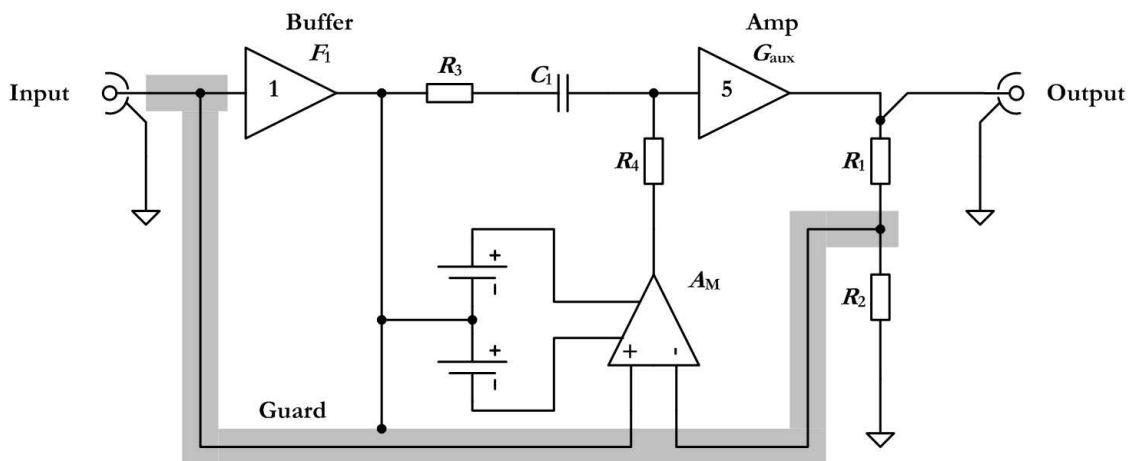 Buffer
F1
Amp
Gaux
Input
1
R3
C1
5
Output
R4
R1
+
-
+
-
AM
R2
+ -
Guard